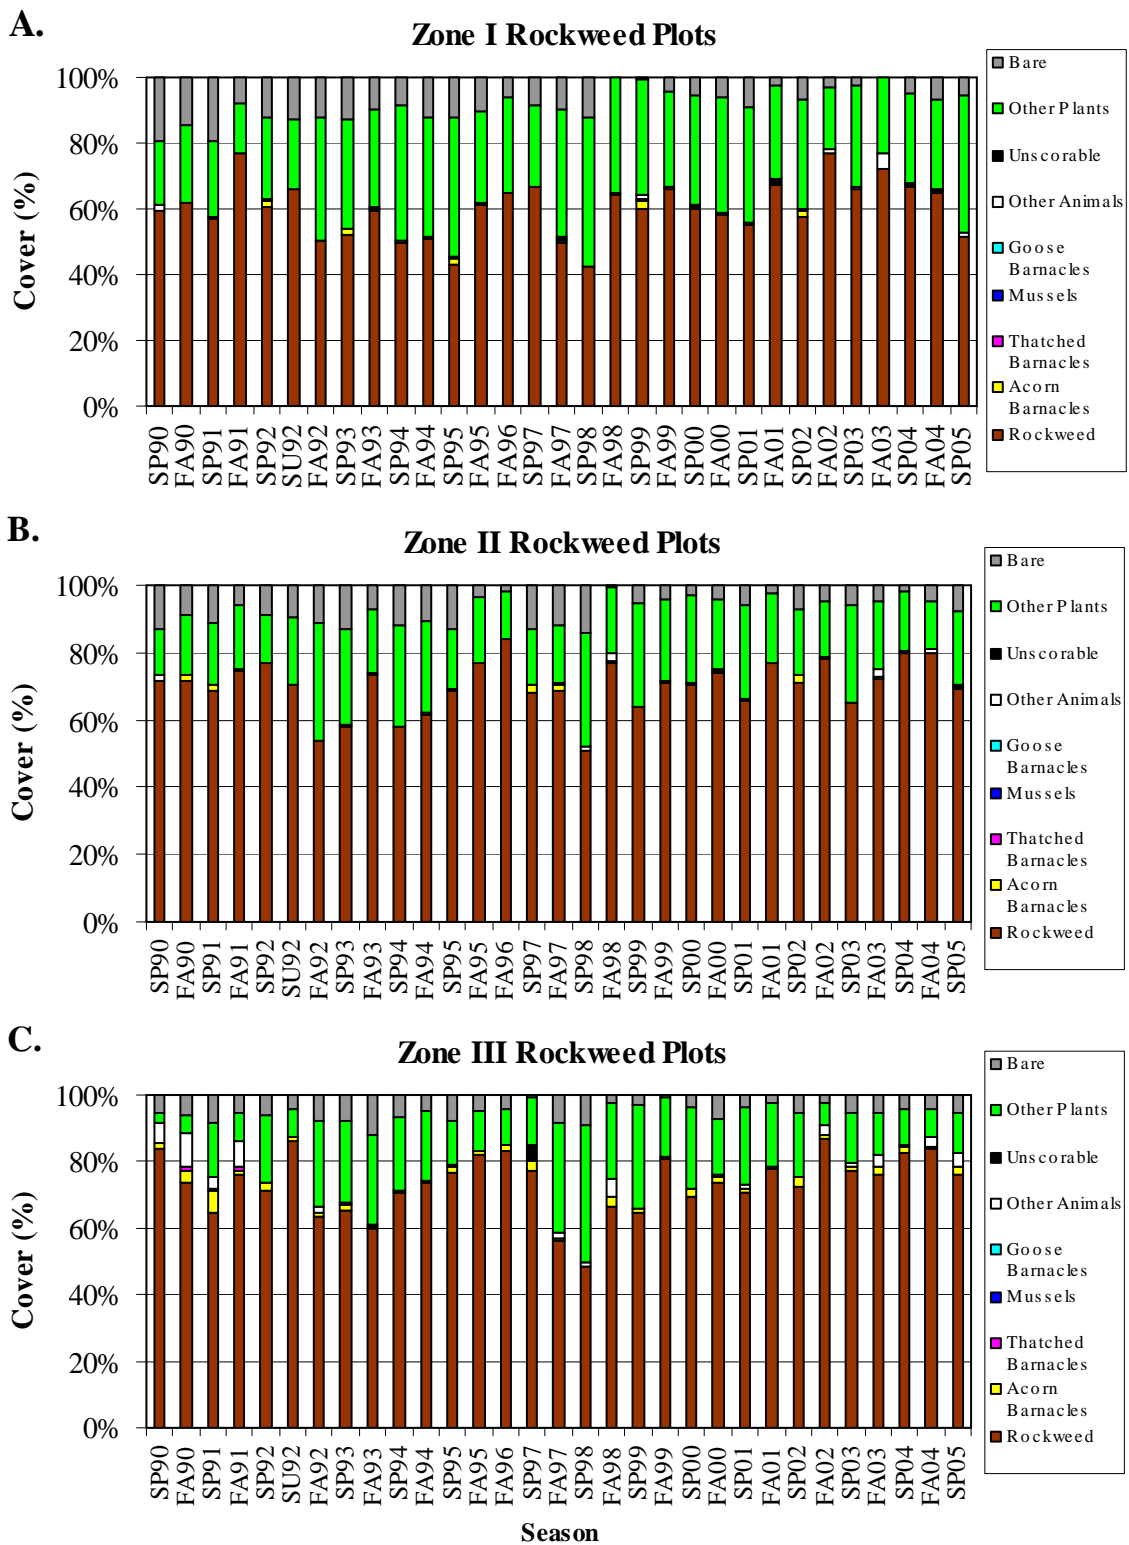 A.
Zone I Rockweed Plots
Cover (%)
100%
80%
60%
40%
20%
0%
SP90 FA90 SP91 FA91 SP92 SU92 FA92 SP93 FA93 SP94 FA94 SP95 FA95 FA96 SP97 FA97 SP98 FA98 SP99 FA99 SP00 FA00 SP01 FA01 SP02 FA02 SP03 FA03 SP04 FA04 SP05
Bare
Other Plants
Unscorable
Other Animals
Goose
Barnacles
Mussels
Thatched
Barnacles
Acorn
Barnacles
Rockweed
B.
Zone II Rockweed Plots
Cover (%)
100%
80%
60%
40%
20%
0%
SP90 FA90 SP91 FA91 SP92 SU92 FA92 SP93 FA93 SP94 FA94 SP95 FA95 FA96 SP97 FA97 SP98 FA98 SP99 FA99 SP00 FA00 SP01 FA01 SP02 FA02 SP03 FA03 SP04 FA04 SP05
Bare
Other Plants
Unscorable
Other Animals
Goose
Barnacles
Mussels
Thatched
Barnacles
Acorn
Barnacles
Rockweed
C.
Zone III Rockweed Plots
Cover (%)
100%
80%
60%
40%
20%
0%
SP90 FA90 SP91 FA91 SP92 SU92 FA92 SP93 FA93 SP94 FA94 SP95 FA95 FA96 SP97 FA97 SP98 FA98 SP99 FA99 SP00 FA00 SP01 FA01 SP02 FA02 SP03 FA03 SP04 FA04 SP05
Season
Bare
Other Plants
Unscorable
Other Animals
Goose
Barnacles
Mussels
Thatched
Barnacles
Acorn
Barnacles
Rockweed